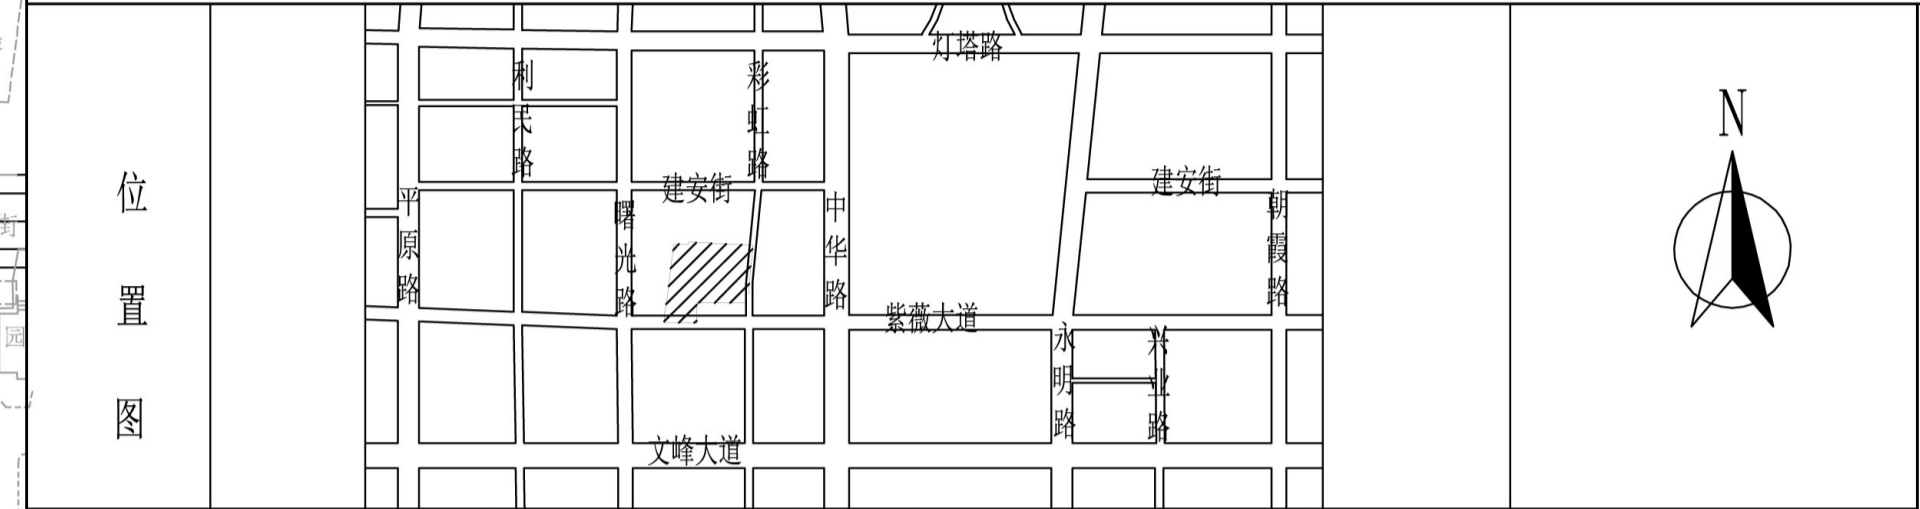 位置图
灯塔路
利民路
彩虹路
建安街
建安街
平原路
曙光路
中华路
朝霞路
紫薇大道
永明路
兴业路
文峰大道
N
街
园